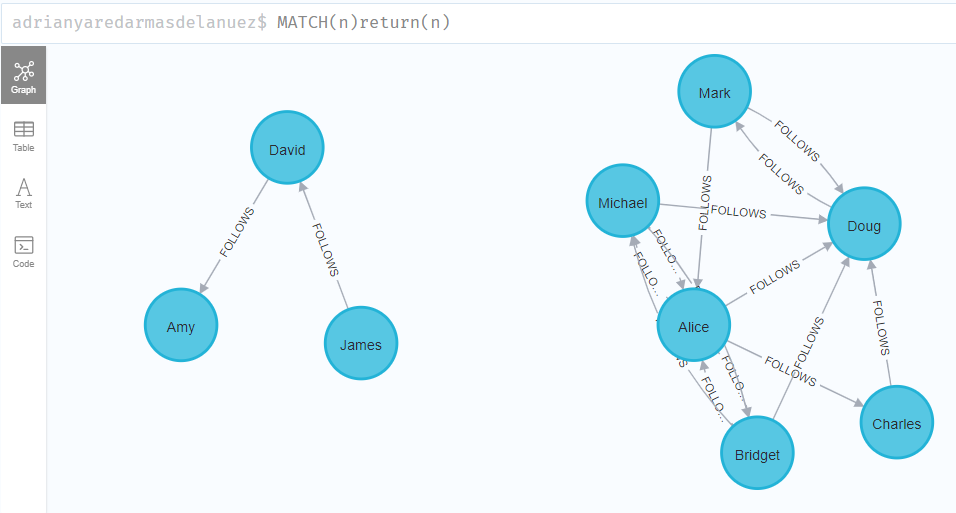 adrianyaredarmasdelanuez$ MATCH(n)return(n)
Graph
Table
Text
Code
David
FOLLOWS
FOLLOWS
Amy
James
Mark
FOLLOWS
FOLLOWS
FOLLOWS
Michael
FOLLOWS
Doug
FOLLO...
FOLLO...
FOLLOWS
Alice
FOLLOWS
FOLLOWS
FOLLOWS
FOLLO...
FOLLO...
WS
Charles
Bridget